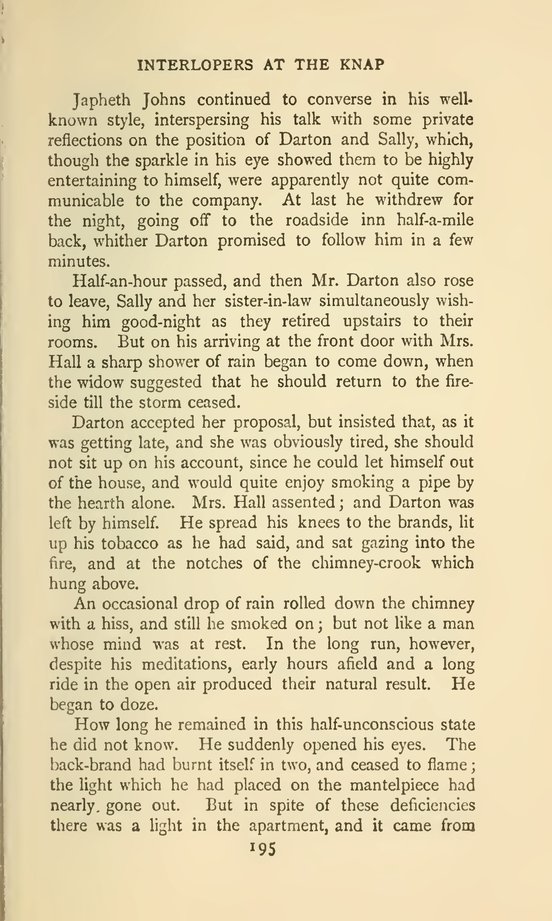 INTERLOPERS AT THE KNAP
Japheth Johns continued to converse in his well-
known style, interspersing his talk with some private
reflections on the position of Darton and Sally, which,
though the sparkle in his eye showed them to be highly
entertaining to himself, were apparently not quite com-
municable to the company. At last he withdrew for
the night, going off to the roadside inn half-a-mile
back, whither Darton promised to follow him in a few
minutes.
Half-an-hour passed, and then Mr. Darton also rose
to leave, Sally and her sister-in-law simultaneously wish-
ing him good-night as they retired upstairs to their
rooms. But on his arriving at the front door with Mrs.
Hall a sharp shower of rain began to come down, when
the widow suggested that he should return to the fire-
side till the storm ceased.
Darton accepted her proposal, but insisted that, as it
was getting late, and she was obviously tired, she should
not sit up on his account, since he could let himself out
of the house, and would quite enjoy smoking a pipe by
the hearth alone. Mrs. Hall assented; and Darton was
left by himself. He spread his knees to the brands, lit
up his tobacco as he had said, and sat gazing into the
fire, and at the notches of the chimney-crook which
hung above.
An occasional drop of rain rolled down the chimney
with a hiss, and still he smoked on; but not like a man
whose mind was at rest. In the long run, however,
despite his meditations, early hours afield and a long
ride in the open air produced their natural result. He
began to doze.
How long he remained in this half-unconscious state
he did not know. He suddenly opened his eyes. The
back-brand had burnt itself in two, and ceased to flame;
the light which he had placed on the mantelpiece had
nearly gone out. But in spite of these deficiencies
there was a light in the apartment, and it came from
195